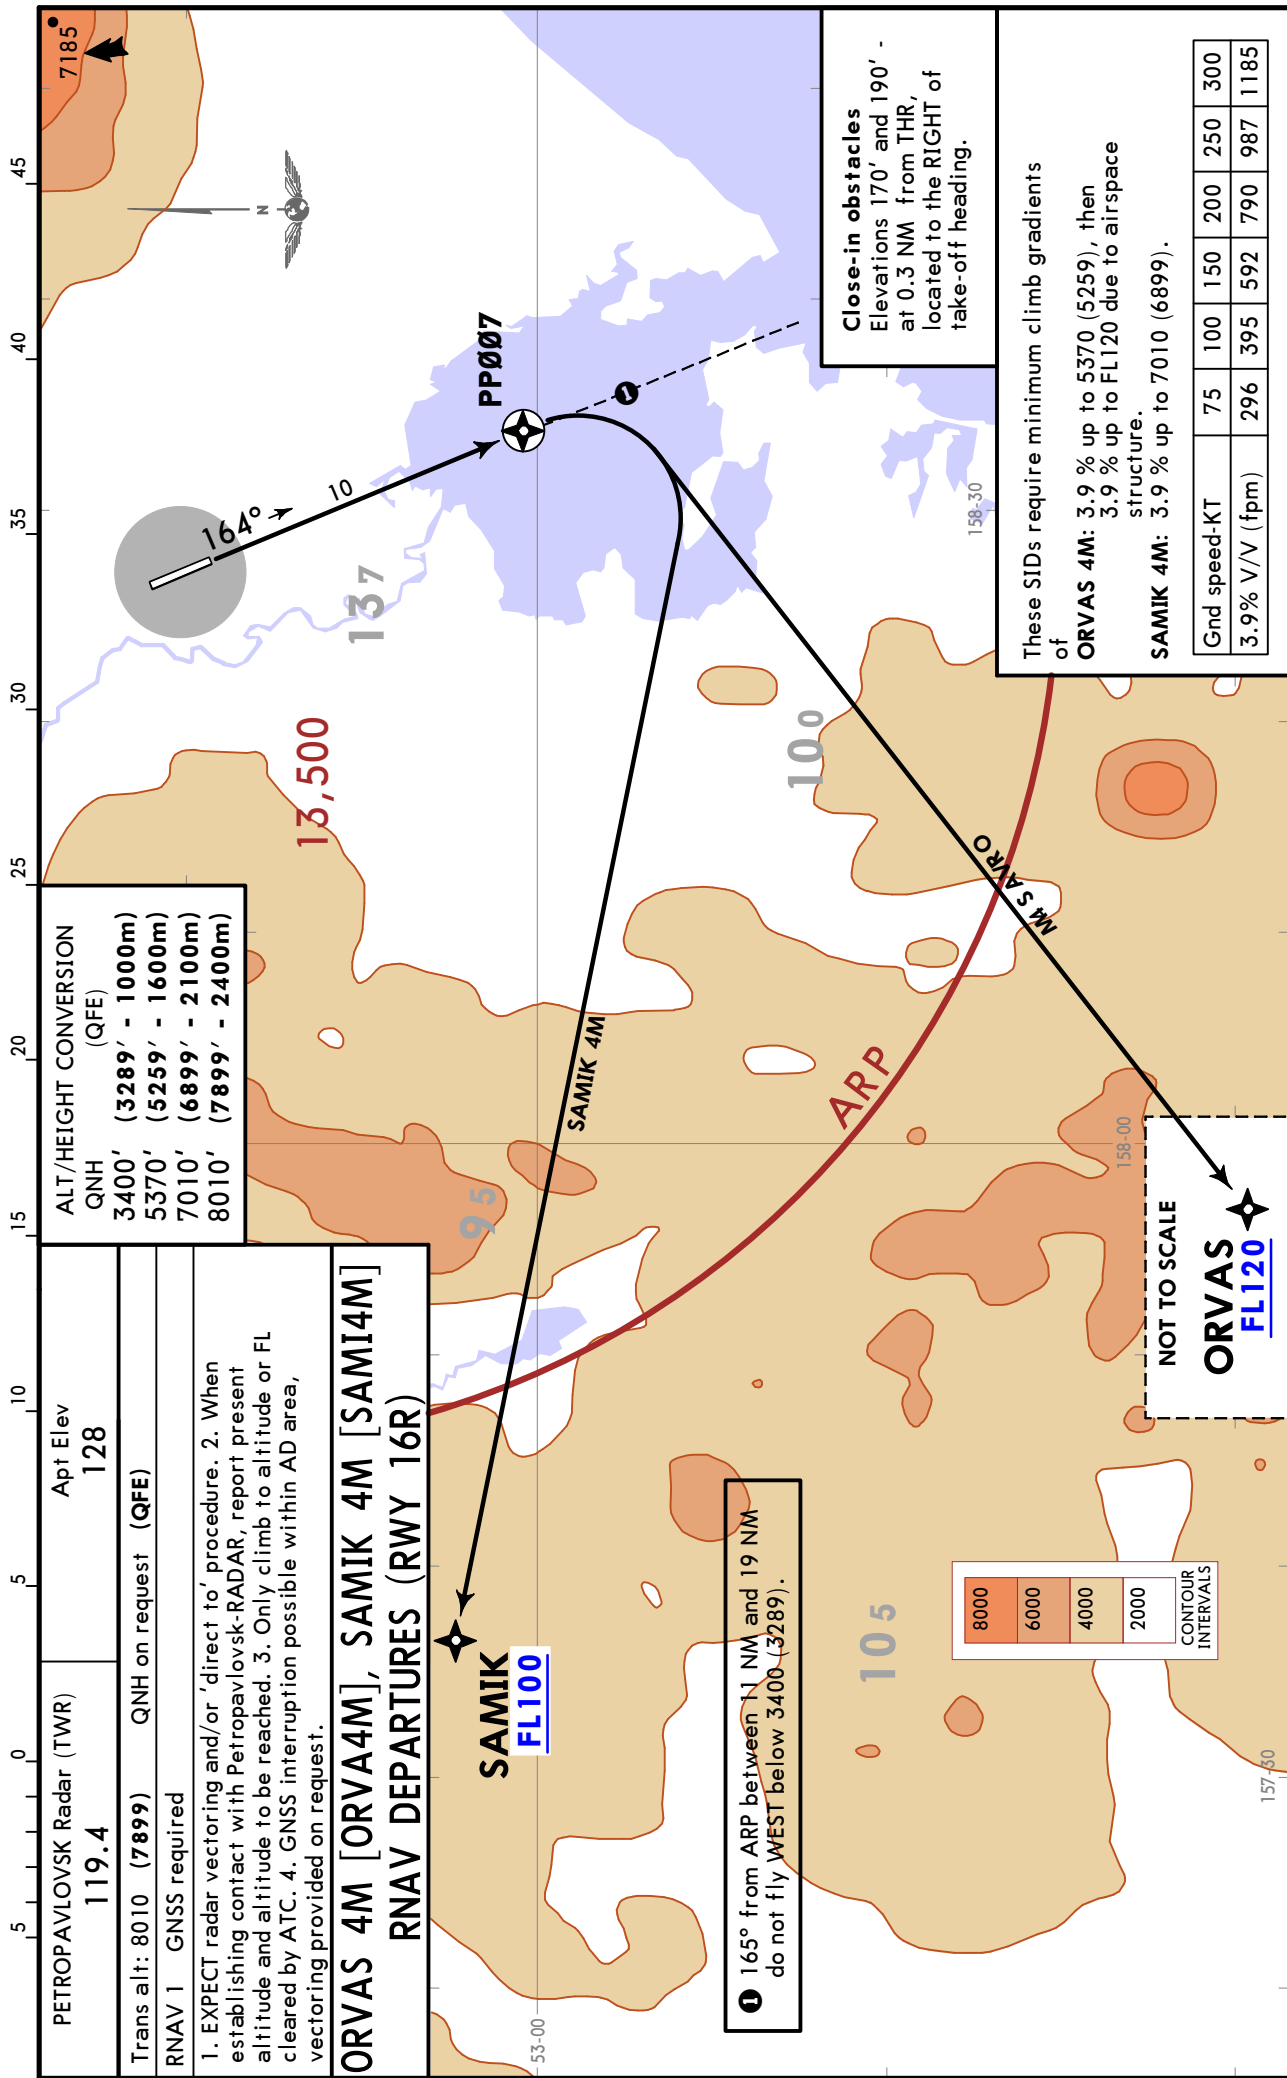 PETROPAVLOVSK Radar (TWR)
119.4
Apt Elev
128
Trans alt: 8010 (7899) QNH on request (QFE)
RNAV 1 GNSS required
1. EXPECT radar vectoring and/or 'direct to' procedure. 2. When
establishing contact with Petropavlovsk-RADAR, report present
altitude and altitude to be reached. 3. Only climb to altitude or FL
cleared by ATC. 4. GNSS interruption possible within AD area,
vectoring provided on request.
ORVAS 4M [ORVA4M], SAMIK 4M [SAMI4M]
RNAV DEPARTURES (RWY 16R)
ALT/HEIGHT CONVERSION
QNH (QFE)
3400' (3289' - 1000m)
5370' (5259' - 1600m)
7010' (6899' - 2100m)
8010' (7899' - 2400m)
5 0 5 10 15 20 25 30 35 40 45
7185
N
164°
10
PPØØ7
13 7
13,500
10 0
9 5
10 5
ARP
SAMIK 4M
ORVAS 4M
SAMIK
FL100
NOT TO SCALE
ORVAS
FL120
53-00
157-30
158-00
158-30
1
1 165° from ARP between 11 NM and 19 NM
do not fly WEST below 3400 (3289).
8000
6000
4000
2000
CONTOUR
INTERVALS
Close-in obstacles
Elevations 170' and 190' -
at 0.3 NM from THR,
located to the RIGHT of
take-off heading.
These SIDs require minimum climb gradients
of
ORVAS 4M: 3.9 % up to 5370 (5259), then
3.9 % up to FL120 due to airspace
structure.
SAMIK 4M: 3.9 % up to 7010 (6899).
Gnd speed-KT 75 100 150 200 250 300
3.9% V/V (fpm) 296 395 592 790 987 1185